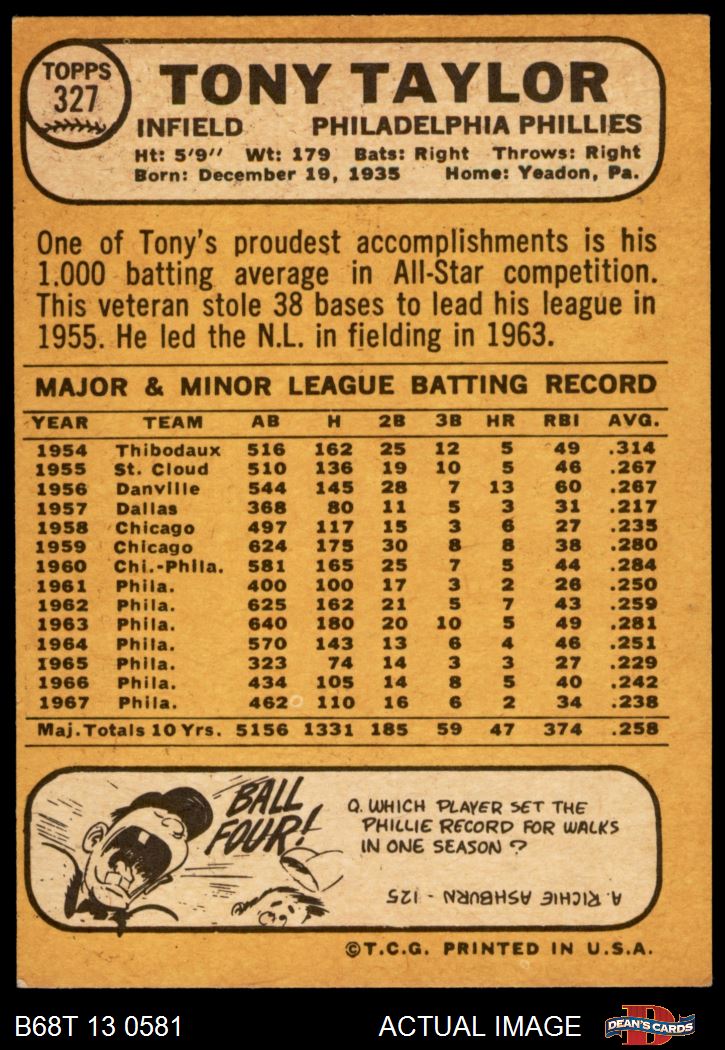 TOPPS
327
TONY TAYLOR
INFIELD PHILADELPHIA PHILLIES
Ht: 5'9" Wt: 179 Bats: Right Throws: Right
Born: December 19, 1935 Home: Yeadon, Pa.
One of Tony's proudest accomplishments is his
1.000 batting average in All-Star competition.
This veteran stole 38 bases to lead his league in
1955. He led the N.L. in fielding in 1963.
MAJOR & MINOR LEAGUE BATTING RECORD
YEAR TEAM AB H 2B 3B HR RBI AVG.
1954 Thibodaux 516 162 25 12 5 49 .314
1955 St. Cloud 510 136 19 10 5 46 .267
1956 Danville 544 145 28 7 13 60 .267
1957 Dallas 368 80 11 5 3 31 .217
1958 Chicago 497 117 15 3 6 27 .235
1959 Chicago 624 175 30 8 8 38 .280
1960 Chi.-Phila. 581 165 25 7 5 44 .284
1961 Phila. 400 100 17 3 2 26 .250
1962 Phila. 625 162 21 5 7 43 .259
1963 Phila. 640 180 20 10 5 49 .281
1964 Phila. 570 143 13 6 4 46 .251
1965 Phila. 323 74 14 3 3 27 .229
1966 Phila. 434 105 14 8 5 40 .242
1967 Phila. 462 110 16 6 2 34 .238
Maj. Totals 10 Yrs. 5156 1331 185 59 47 374 .258
BALL
FOUR!
Q. WHICH PLAYER SET THE
PHILLIE RECORD FOR WALKS
IN ONE SEASON?
A. RICHIE ASHBURN - 125
©T.C.G. PRINTED IN U.S.A.
B68T 13 0581 ACTUAL IMAGE
DEAN'S CARDS